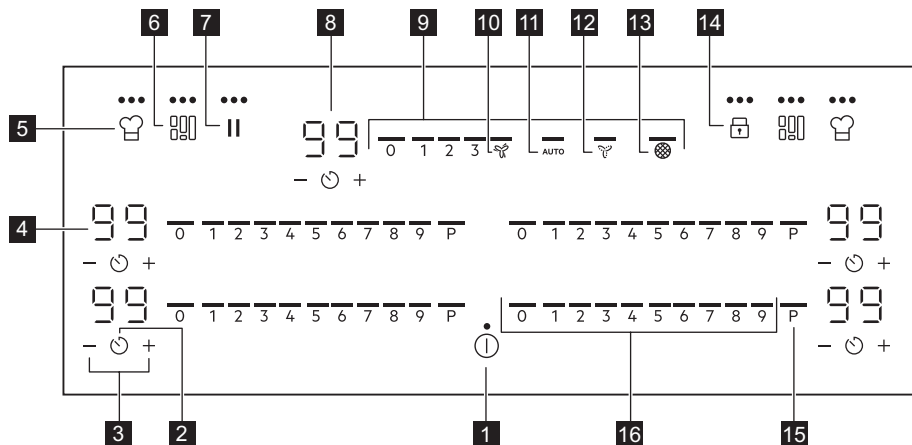 6 7 8 9 10 11 12 13 14
5
99 0 1 2 3 AUTO
− +
4 99 0 1 2 3 4 5 6 7 8 9 P 0 1 2 3 4 5 6 7 8 9 P 99
− + − +
99 0 1 2 3 4 5 6 7 8 9 P 0 1 2 3 4 5 6 7 8 9 P 99
− + − +
3 2 1 16 15